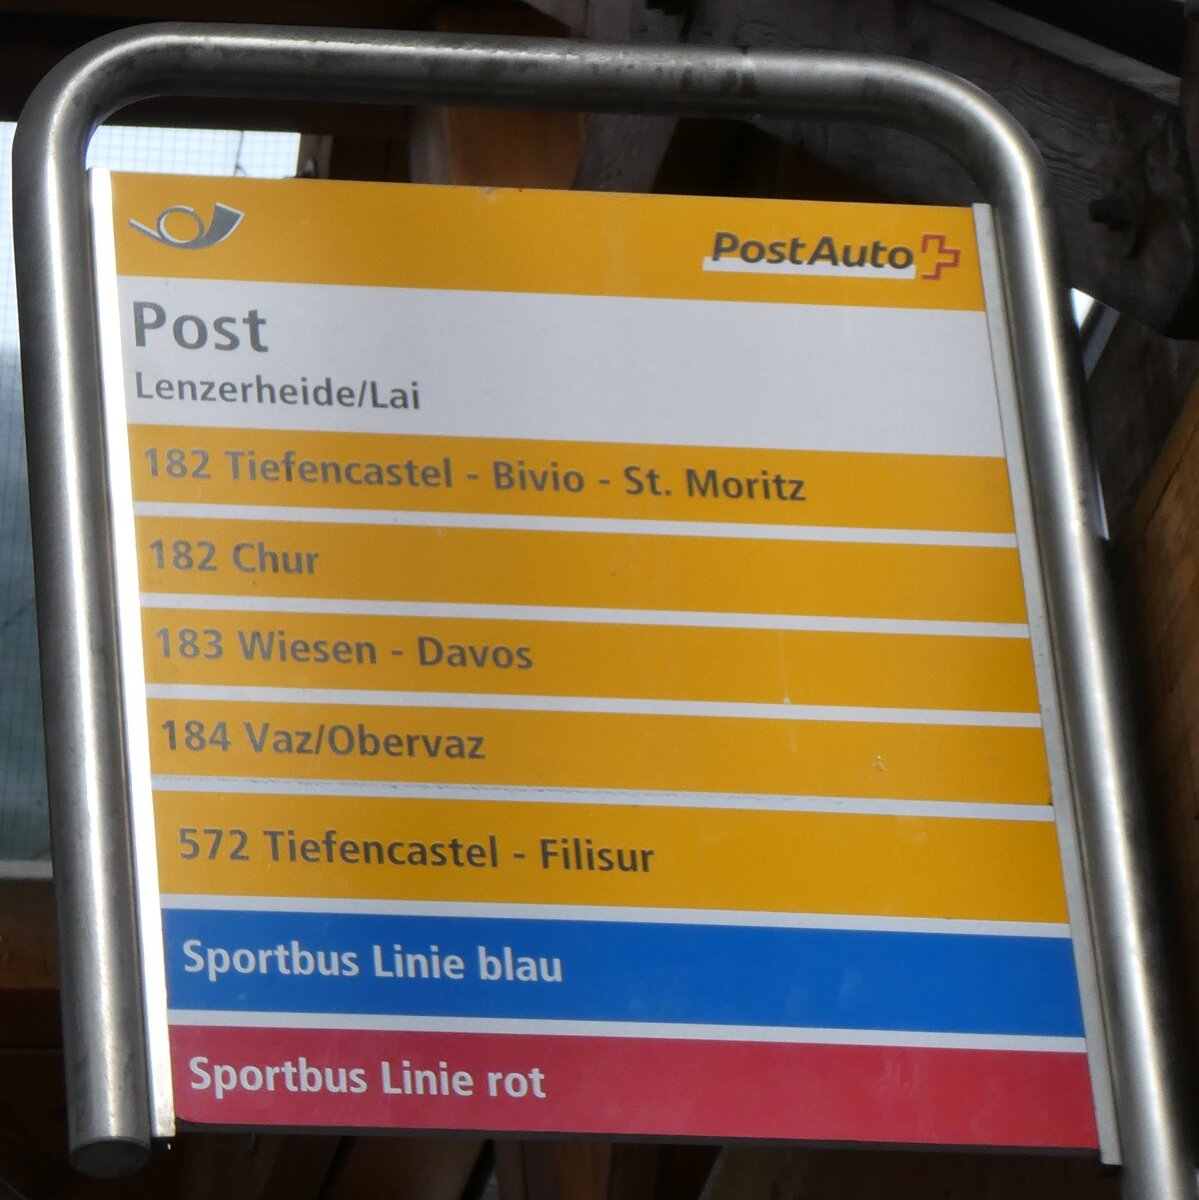 PostAuto
Post
Lenzerheide/Lai
182 Tiefencastel - Bivio - St. Moritz
182 Chur
183 Wiesen - Davos
184 Vaz/Obervaz
572 Tiefencastel - Filisur
Sportbus Linie blau
Sportbus Linie rot